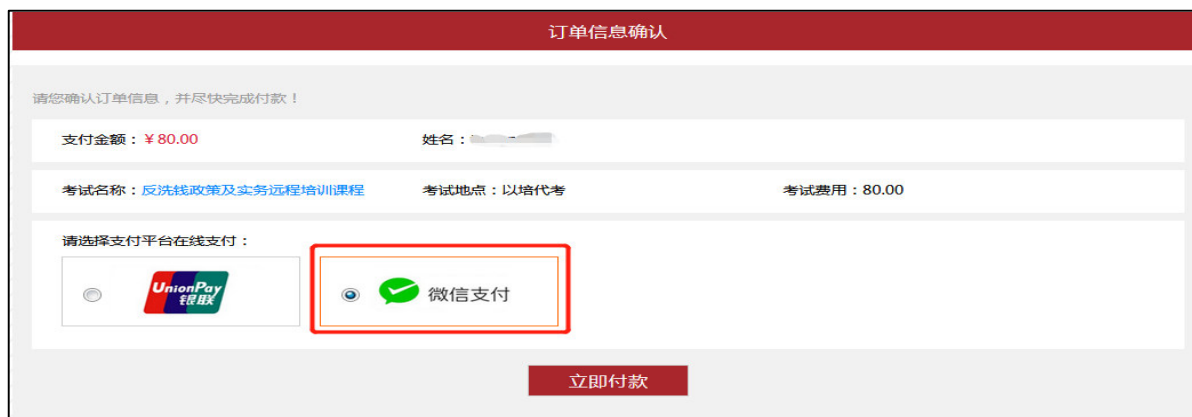 订单信息确认
请您确认订单信息，并尽快完成付款！
支付金额：￥80.00 姓名：
考试名称：反洗钱政策及实务远程培训课程 考试地点：以培代考 考试费用：80.00
请选择支付平台在线支付：
UnionPay
银联
微信支付
立即付款